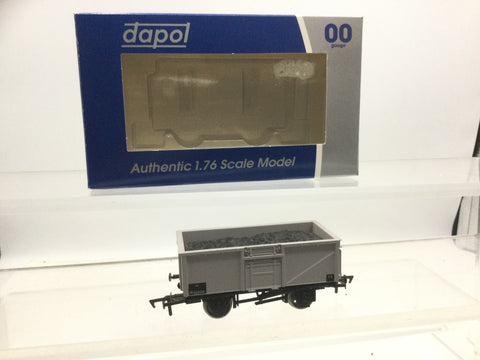 dapol
00
gauge
Authentic 1.76 Scale Model